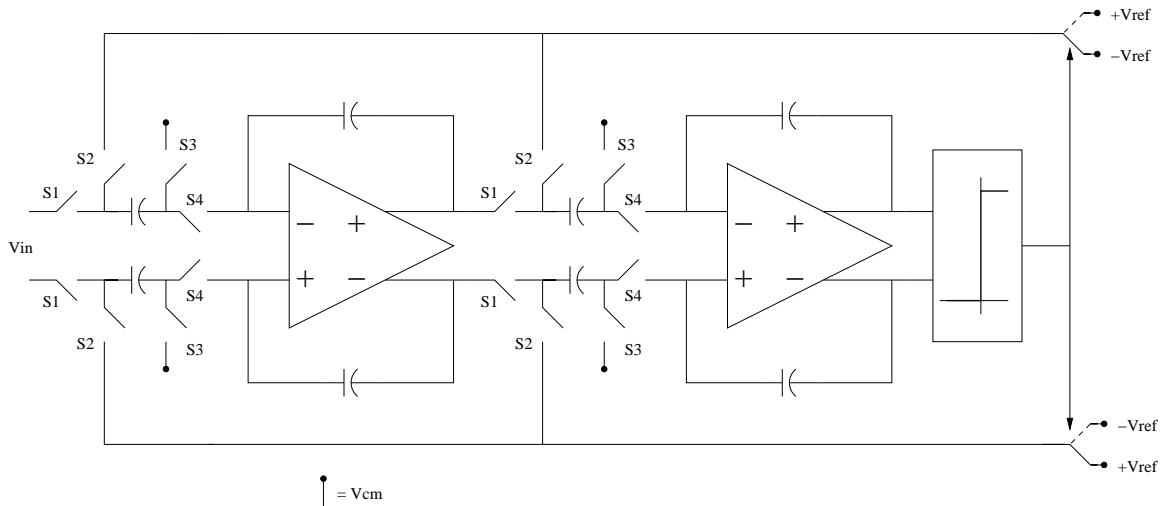 +Vref
−Vref
S2
S3
S2
S3
S1
S4
S1
S4
− +
− +
Vin
+ −
+ −
S1
S4
S1
S4
S2
S3
S2
S3
−Vref
+Vref
= Vcm